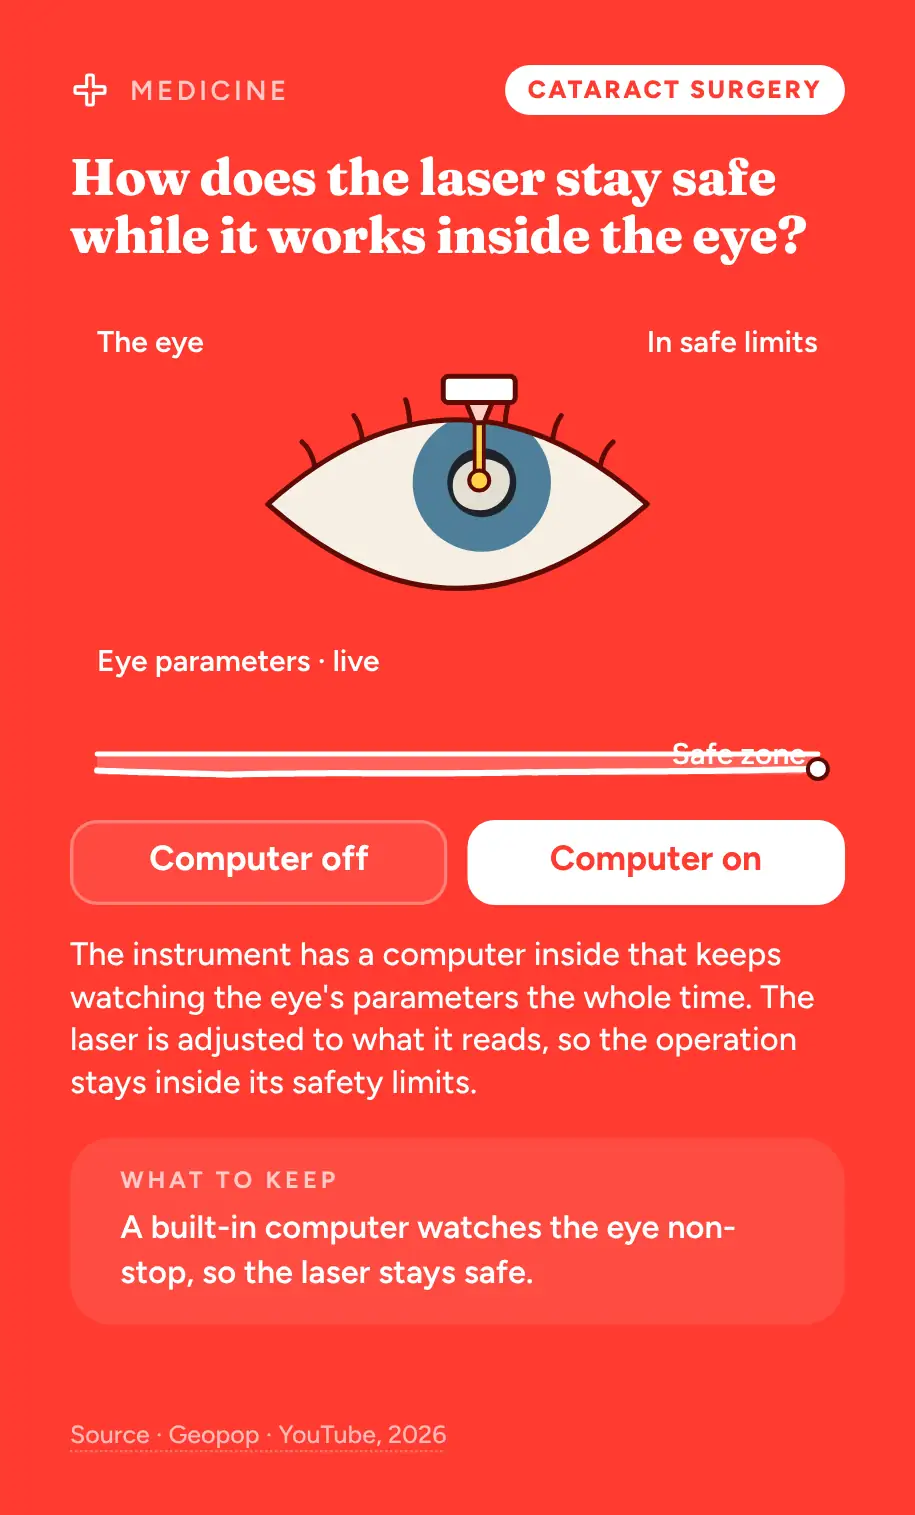 MEDICINE
CATARACT SURGERY
How does the laser stay safe
while it works inside the eye?
The eye
In safe limits
Eye parameters · live
Safe zone
Computer off
Computer on
The instrument has a computer inside that keeps
watching the eye's parameters the whole time. The
laser is adjusted to what it reads, so the operation
stays inside its safety limits.
WHAT TO KEEP
A built-in computer watches the eye non-
stop, so the laser stays safe.
Source · Geopop · YouTube, 2026